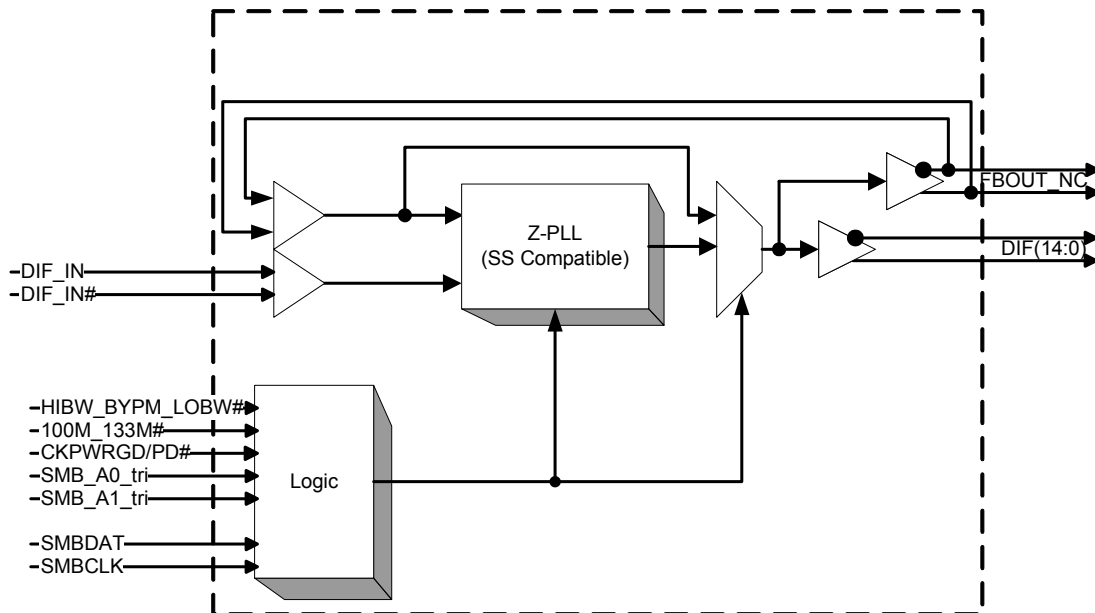 FBOUT_NC
Z-PLL
(SS Compatible)
DIF(14:0)
DIF_IN
DIF_IN#
HIBW_BYPM_LOBW#
100M_133M#
CKPWRGD/PD#
SMB_A0_tri
SMB_A1_tri
Logic
SMBDAT
SMBCLK